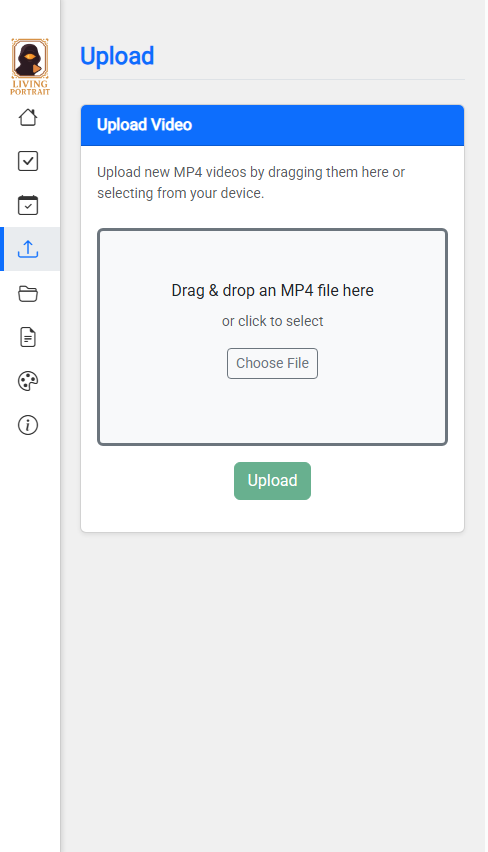 LIVING
PORTRAIT
Upload
Upload Video
Upload new MP4 videos by dragging them here or
selecting from your device.
Drag & drop an MP4 file here
or click to select
Choose File
Upload